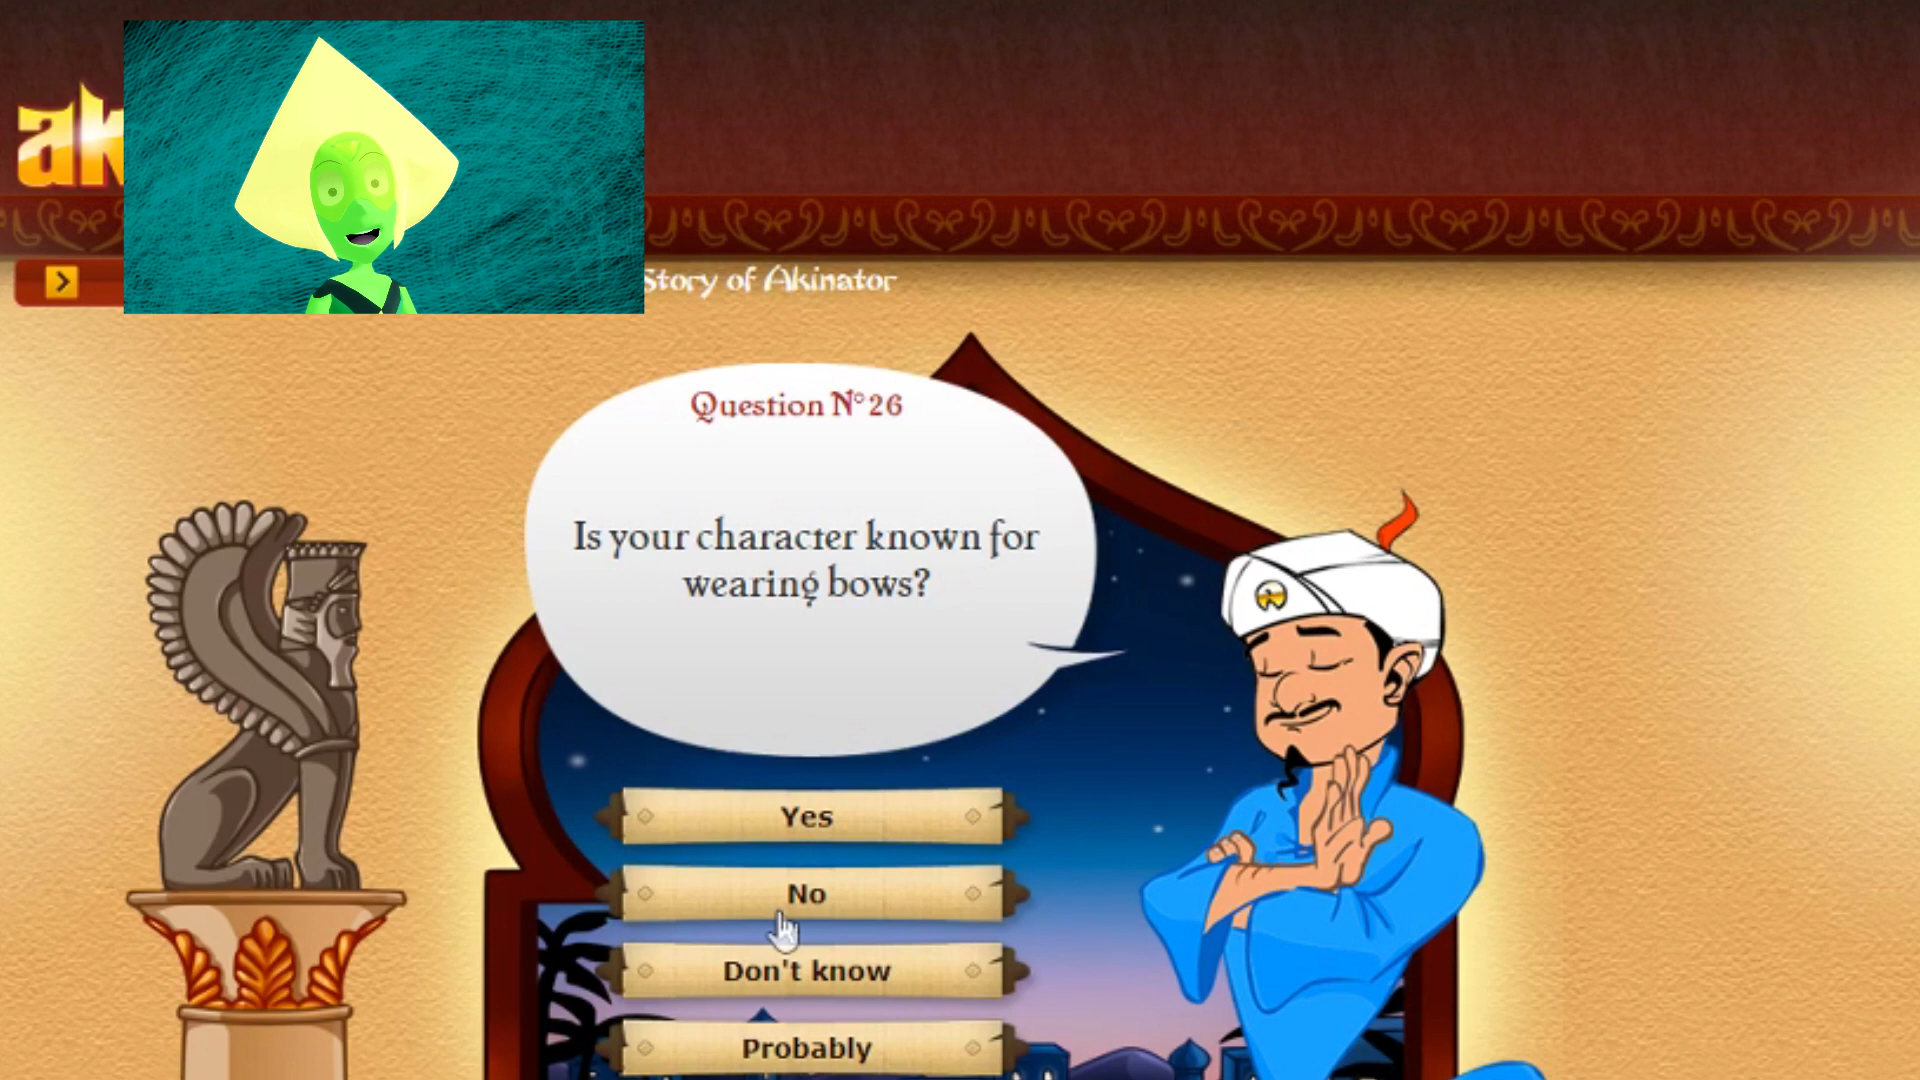 ak
Story of Akinator
Question N° 26
Is your character known for
wearing bows?
Yes
No
Don't know
Probably